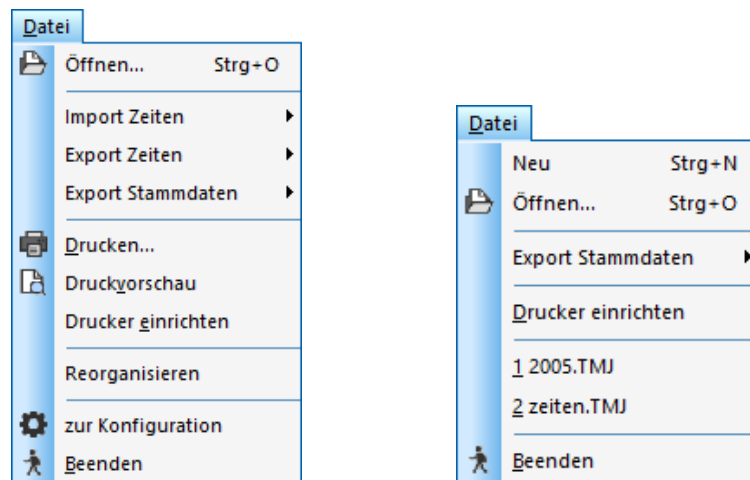 Datei
Öffnen... Strg+O
Import Zeiten
Export Zeiten
Export Stammdaten
Drucken...
Druckvorschau
Drucker einrichten
Reorganisieren
zur Konfiguration
Beenden
Datei
Neu Strg+N
Öffnen... Strg+O
Export Stammdaten
Drucker einrichten
1 2005.TMJ
2 zeiten.TMJ
Beenden